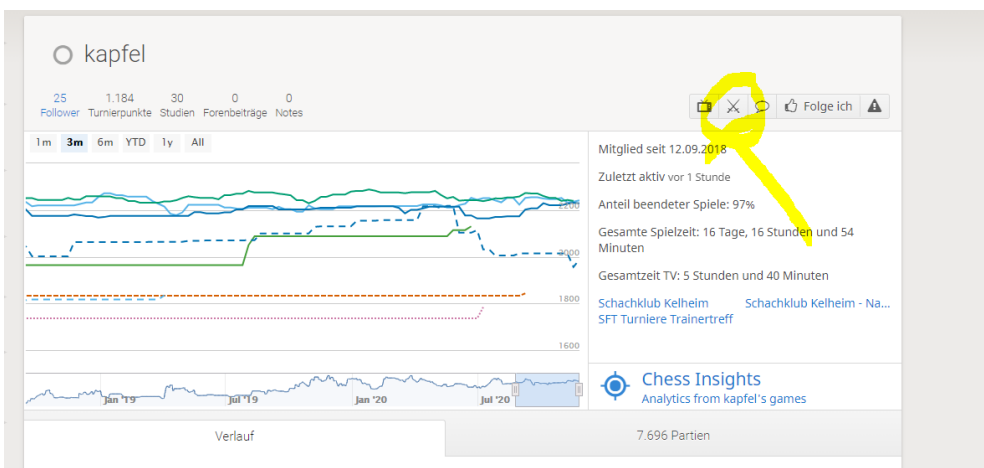 kapfel
25 1.184 30 0 0
Follower Turnierpunkte Studien Forenbeiträge Notes
Folge ich
1m 3m 6m YTD 1y All
Mitglied seit 12.09.2018
Zuletzt aktiv vor 1 Stunde
Anteil beendeter Spiele: 97%
Gesamte Spielzeit: 16 Tage, 16 Stunden und 54
Minuten
Gesamtzeit TV: 5 Stunden und 40 Minuten
Schachklub Kelheim Schachklub Kelheim - Na...
SFT Turniere Trainertreff
2200
2000
1800
1600
Jan '19 Jul '19 Jan '20 Jul '20
Chess Insights
Analytics from kapfel's games
Verlauf 7.696 Partien